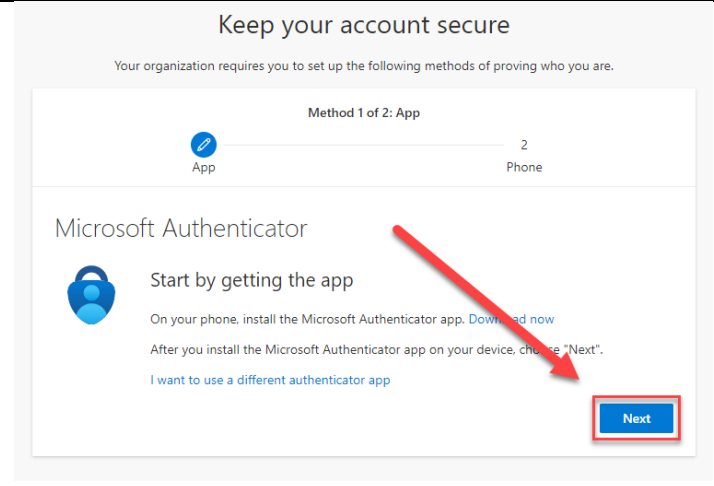 Keep your account secure
Your organization requires you to set up the following methods of proving who you are.
Method 1 of 2: App
App
2
Phone
Microsoft Authenticator
Start by getting the app
On your phone, install the Microsoft Authenticator app. Download now
After you install the Microsoft Authenticator app on your device, choose "Next".
I want to use a different authenticator app
Next